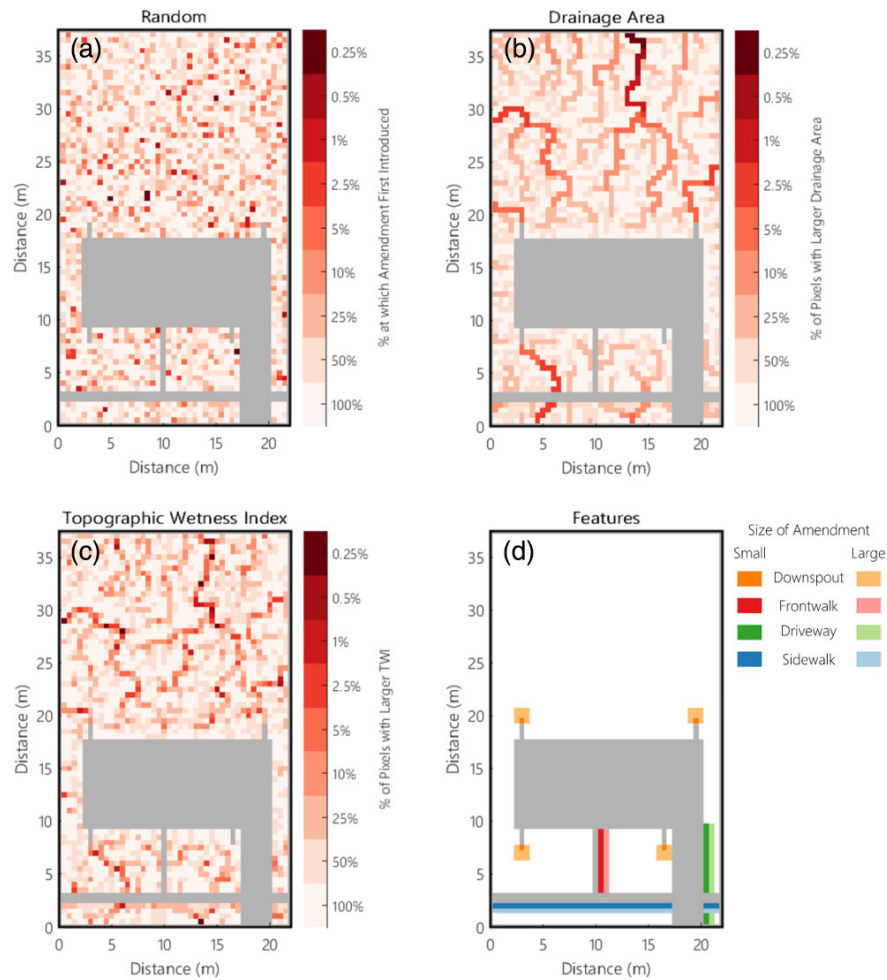 Random
(a)
35
30
25
20
15
10
5
0
0 5 10 15 20
Distance (m)
Distance (m)
0.25%
0.5%
1%
2.5%
5%
10%
25%
50%
100%
% at which Amendment First Introduced
Drainage Area
(b)
35
30
25
20
15
10
5
0
0 5 10 15 20
Distance (m)
Distance (m)
0.25%
0.5%
1%
2.5%
5%
10%
25%
50%
100%
% of Pixels with Larger Drainage Area
Topographic Wetness Index
(c)
35
30
25
20
15
10
5
0
0 5 10 15 20
Distance (m)
Distance (m)
0.25%
0.5%
1%
2.5%
5%
10%
25%
50%
100%
% of Pixels with Larger TWI
Features
(d)
35
30
25
20
15
10
5
0
0 5 10 15 20
Distance (m)
Distance (m)
Size of Amendment
Small Large
Downspout
Frontwalk
Driveway
Sidewalk